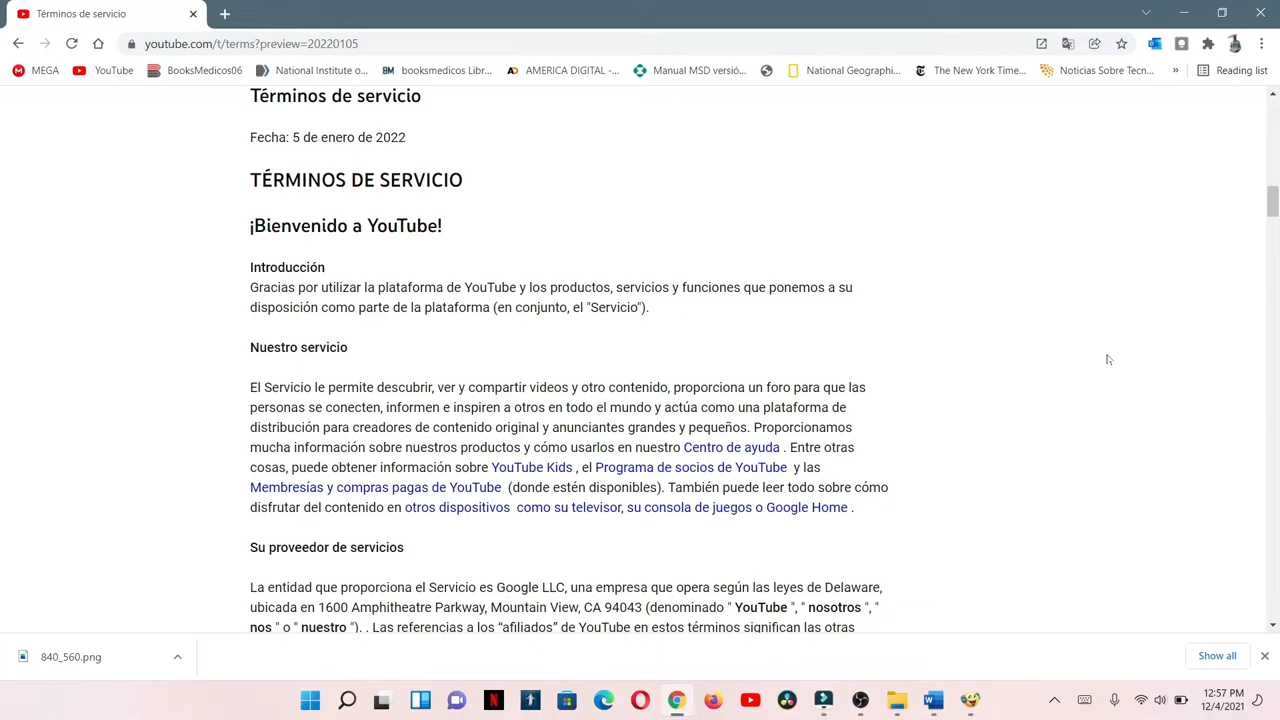 Términos de servicio
youtube.com/t/terms?preview=20220105
MEGA YouTube BooksMedicos06 National Institute o... booksmedicos Libr... AMERICA DIGITAL -... Manual MSD versió... National Geographi... The New York Time... Noticias Sobre Tecn... » Reading list
Términos de servicio
Fecha: 5 de enero de 2022
TÉRMINOS DE SERVICIO
¡Bienvenido a YouTube!
Introducción
Gracias por utilizar la plataforma de YouTube y los productos, servicios y funciones que ponemos a su
disposición como parte de la plataforma (en conjunto, el "Servicio").
Nuestro servicio
El Servicio le permite descubrir, ver y compartir videos y otro contenido, proporciona un foro para que las
personas se conecten, informen e inspiren a otros en todo el mundo y actúa como una plataforma de
distribución para creadores de contenido original y anunciantes grandes y pequeños. Proporcionamos
mucha información sobre nuestros productos y cómo usarlos en nuestro Centro de ayuda . Entre otras
cosas, puede obtener información sobre YouTube Kids , el Programa de socios de YouTube y las
Membresías y compras pagas de YouTube (donde estén disponibles). También puede leer todo sobre cómo
disfrutar del contenido en otros dispositivos como su televisor, su consola de juegos o Google Home .
Su proveedor de servicios
La entidad que proporciona el Servicio es Google LLC, una empresa que opera según las leyes de Delaware,
ubicada en 1600 Amphitheatre Parkway, Mountain View, CA 94043 (denominado " YouTube ", " nosotros ", "
nos " o " nuestro "). . Las referencias a los “afiliados” de YouTube en estos términos significan las otras
840_560.png
Show all
12:57 PM
12/4/2021